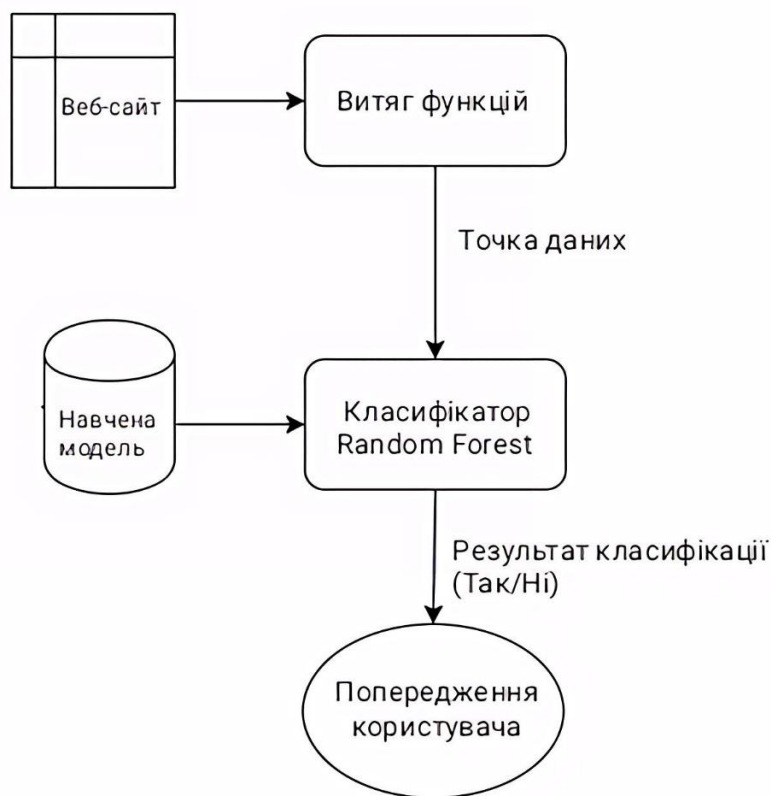 Веб-сайт
Витяг функцій
Точка даних
Навчена
модель
Класифікатор
Random Forest
Результат класифікації
(Так/Ні)
Попередження
користувача